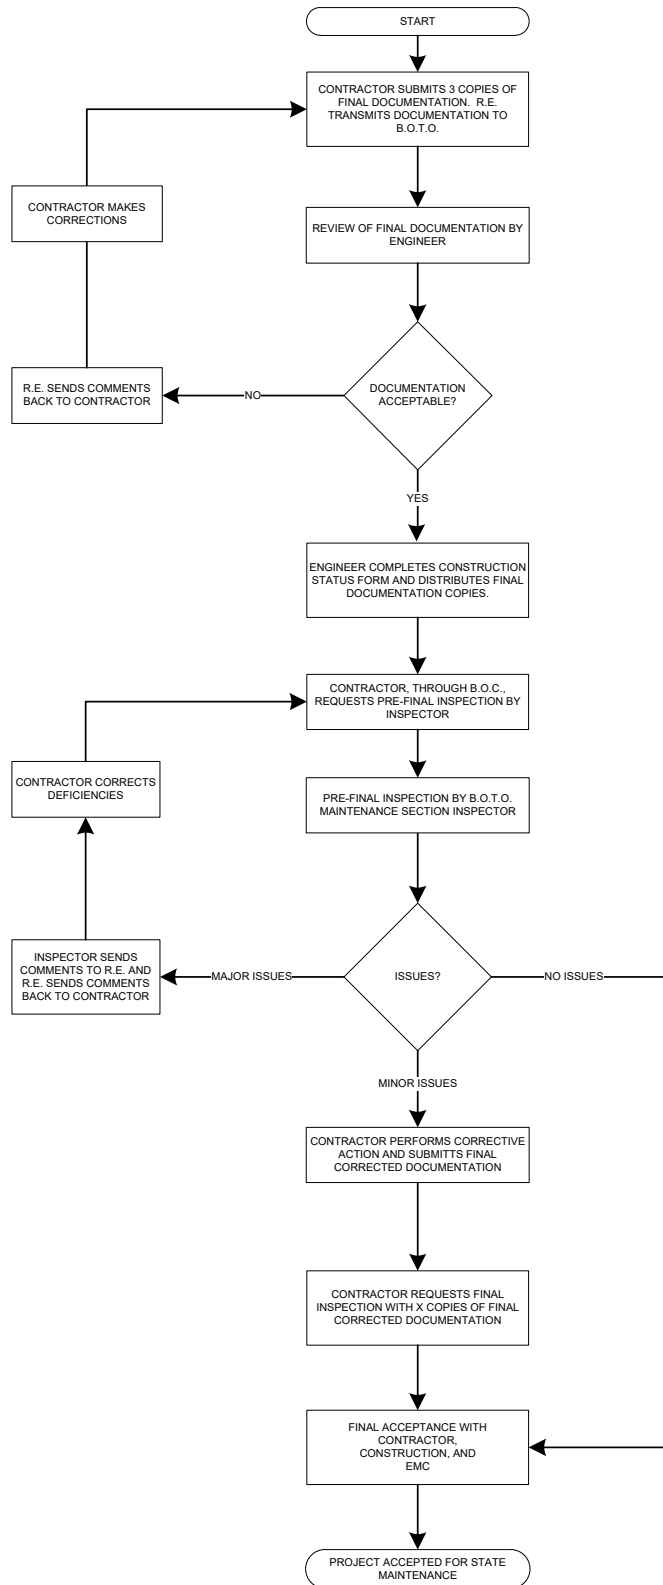 START
CONTRACTOR SUBMITS 3 COPIES OF
FINAL DOCUMENTATION. R.E.
TRANSMITS DOCUMENTATION TO
B.O.T.O.
CONTRACTOR MAKES
CORRECTIONS
REVIEW OF FINAL DOCUMENTATION BY
ENGINEER
R.E. SENDS COMMENTS
BACK TO CONTRACTOR
NO
DOCUMENTATION
ACCEPTABLE?
YES
ENGINEER COMPLETES CONSTRUCTION
STATUS FORM AND DISTRIBUTES FINAL
DOCUMENTATION COPIES.
CONTRACTOR, THROUGH B.O.C.,
REQUESTS PRE-FINAL INSPECTION BY
INSPECTOR
CONTRACTOR CORRECTS
DEFICIENCIES
PRE-FINAL INSPECTION BY B.O.T.O.
MAINTENANCE SECTION INSPECTOR
INSPECTOR SENDS
COMMENTS TO R.E. AND
R.E. SENDS COMMENTS
BACK TO CONTRACTOR
MAJOR ISSUES
ISSUES?
NO ISSUES
MINOR ISSUES
CONTRACTOR PERFORMS CORRECTIVE
ACTION AND SUBMITTS FINAL
CORRECTED DOCUMENTATION
CONTRACTOR REQUESTS FINAL
INSPECTION WITH X COPIES OF FINAL
CORRECTED DOCUMENTATION
FINAL ACCEPTANCE WITH
CONTRACTOR,
CONSTRUCTION, AND
EMC
PROJECT ACCEPTED FOR STATE
MAINTENANCE